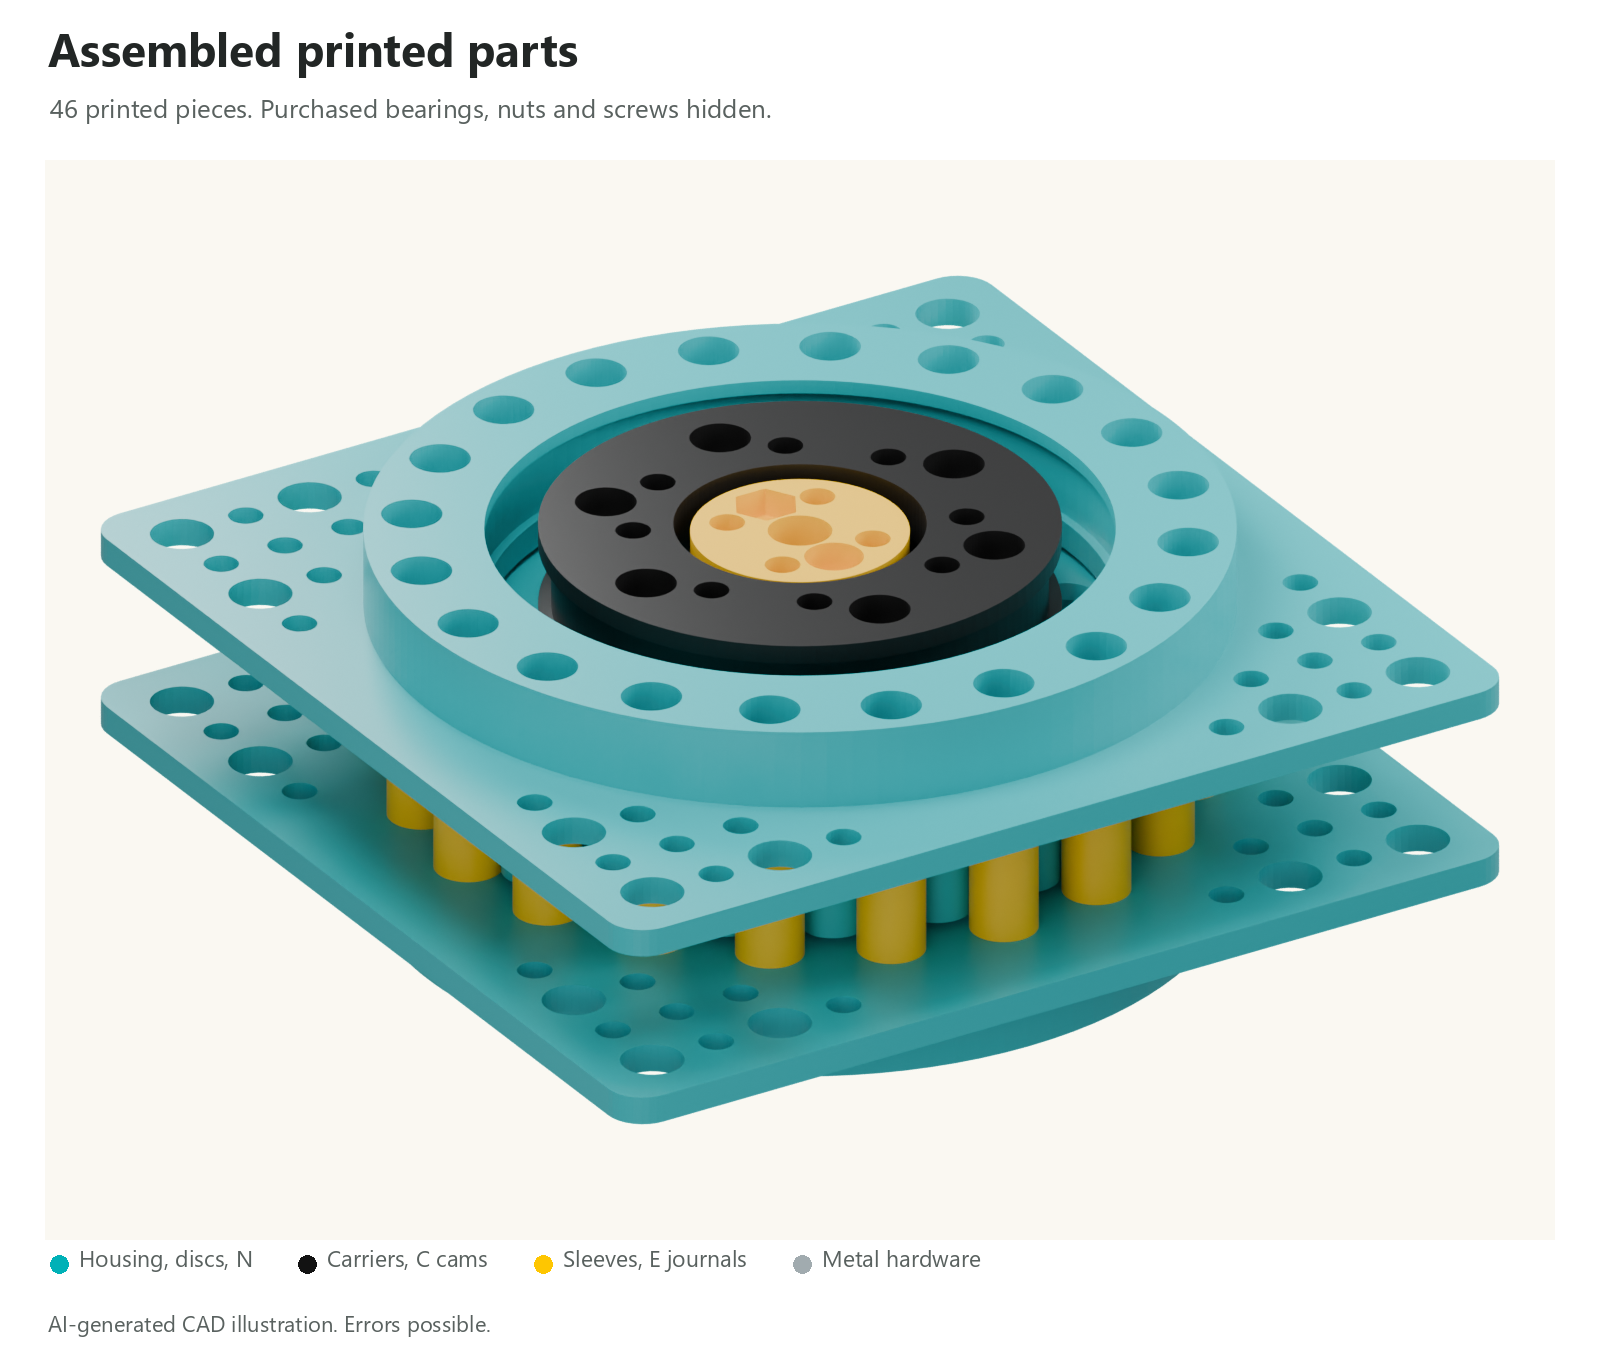 Assembled printed parts
46 printed pieces. Purchased bearings, nuts and screws hidden.
Housing, discs, N
Carriers, C cams
Sleeves, E journals
Metal hardware
AI-generated CAD illustration. Errors possible.